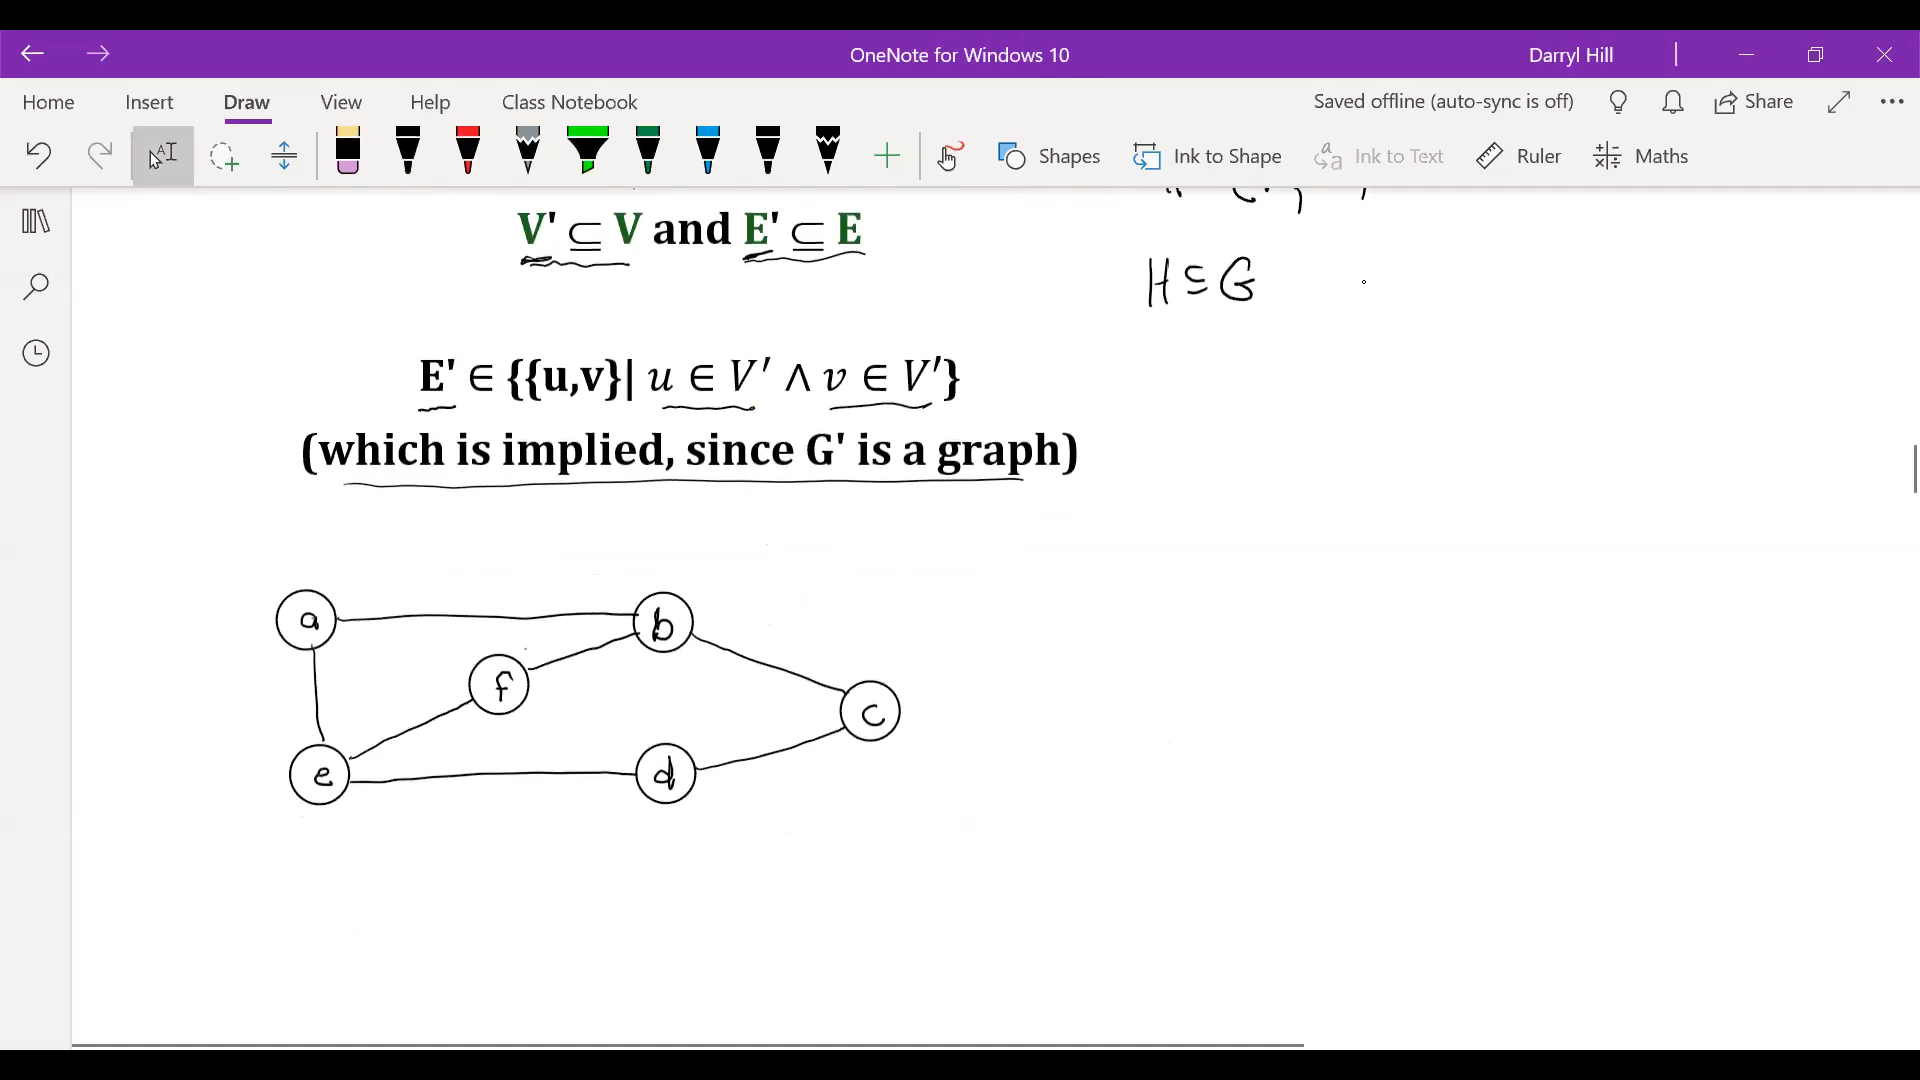 OneNote for Windows 10
Darryl Hill
Home Insert Draw View Help Class Notebook
Saved offline (auto-sync is off) Share
Shapes Ink to Shape Ink to Text Ruler Maths
V' ⊆ V and E' ⊆ E
H ⊆ G
E' ∈ {{u,v}| u ∈ V' ∧ v ∈ V'}
(which is implied, since G' is a graph)
a b
f
c
e d